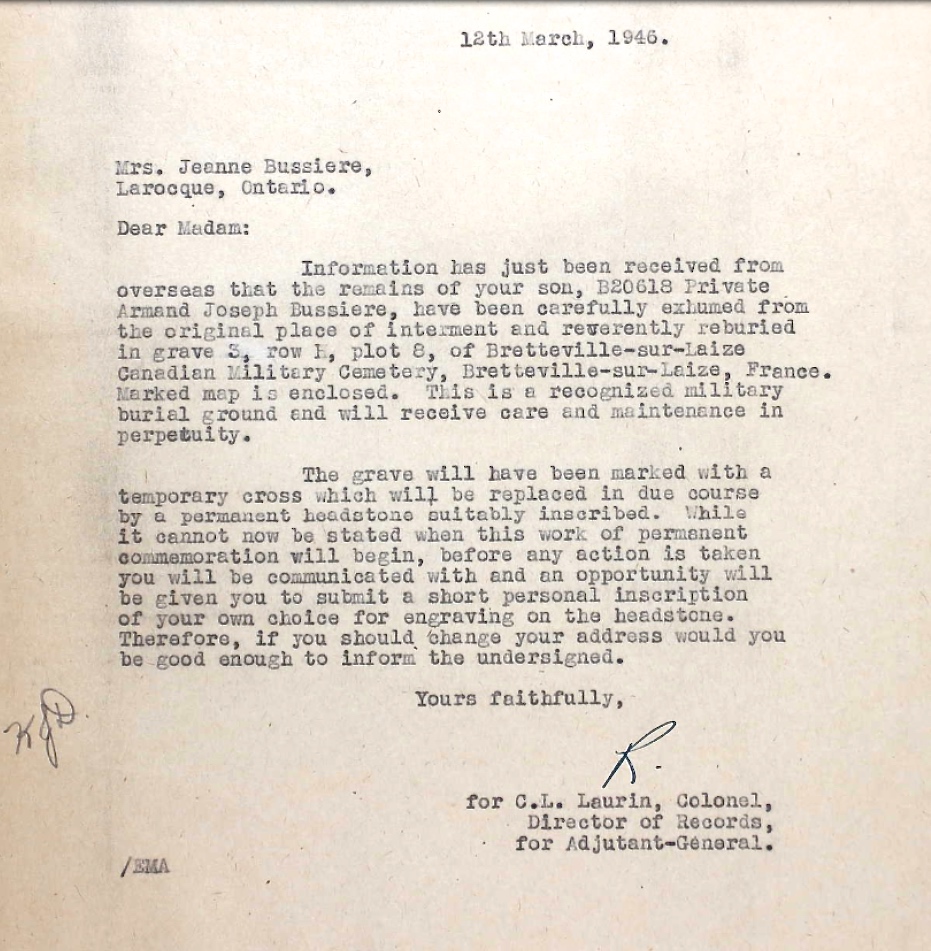 12th March, 1946.
Mrs. Jeanne Bussiere,
Larocque, Ontario.
Dear Madam:
Information has just been received from
overseas that the remains of your son, B20618 Private
Armand Joseph Bussiere, have been carefully exhumed from
the original place of interment and reverently reburied
in grave 3, row H, plot 8, of Bretteville-sur-Laize
Canadian Military Cemetery, Bretteville-sur-Laize, France.
Marked map is enclosed. This is a recognized military
burial ground and will receive care and maintenance in
perpetuity.
The grave will have been marked with a
temporary cross which will be replaced in due course
by a permanent headstone suitably inscribed. While
it cannot now be stated when this work of permanent
commemoration will begin, before any action is taken
you will be communicated with and an opportunity will
be given you to submit a short personal inscription
of your own choice for engraving on the headstone.
Therefore, if you should change your address would you
be good enough to inform the undersigned.
Yours faithfully,
R.
for C.L. Laurin, Colonel,
Director of Records,
for Adjutant-General.
/EMA